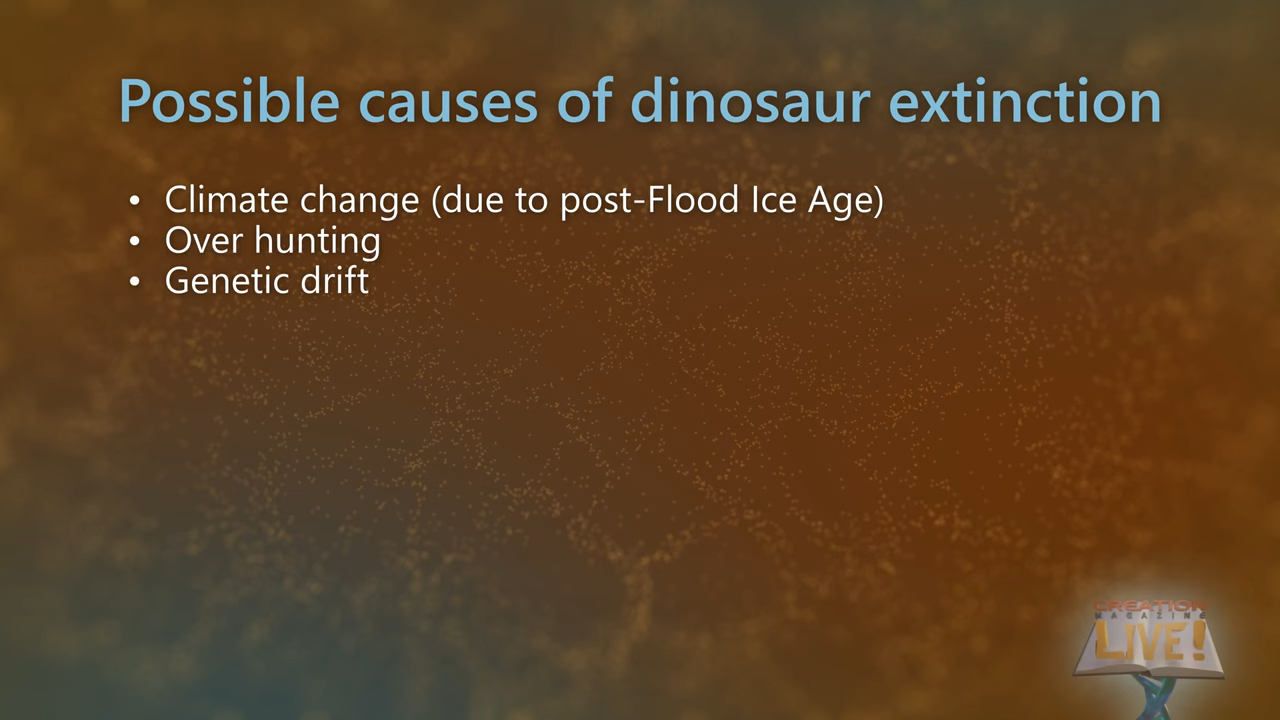 Possible causes of dinosaur extinction
• Climate change (due to post-Flood Ice Age)
• Over hunting
• Genetic drift
CREATION
MAGAZINE
LIVE!